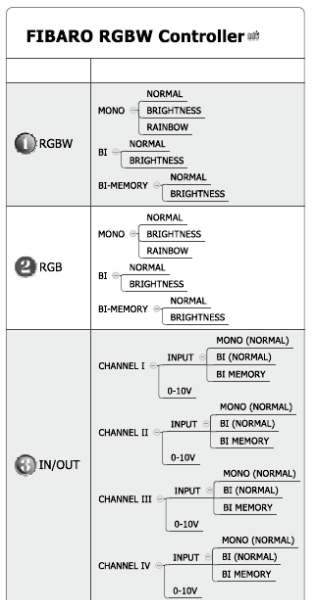 FIBARO RGBW Controller
1 RGBW
MONO
NORMAL
BRIGHTNESS
RAINBOW
BI
NORMAL
BRIGHTNESS
BI-MEMORY
NORMAL
BRIGHTNESS
2 RGB
MONO
NORMAL
BRIGHTNESS
RAINBOW
BI
NORMAL
BRIGHTNESS
BI-MEMORY
NORMAL
BRIGHTNESS
3 IN/OUT
CHANNEL I
INPUT
MONO (NORMAL)
BI (NORMAL)
BI MEMORY
0-10V
CHANNEL II
INPUT
MONO (NORMAL)
BI (NORMAL)
BI MEMORY
0-10V
CHANNEL III
INPUT
MONO (NORMAL)
BI (NORMAL)
BI MEMORY
0-10V
CHANNEL IV
INPUT
MONO (NORMAL)
BI (NORMAL)
BI MEMORY
0-10V